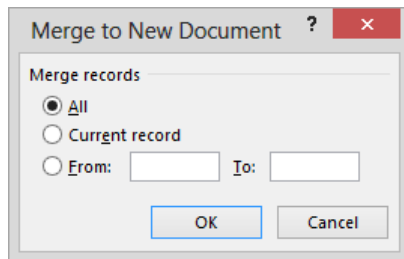 Merge to New Document ?
Merge records
All
Current record
From: To:
OK Cancel